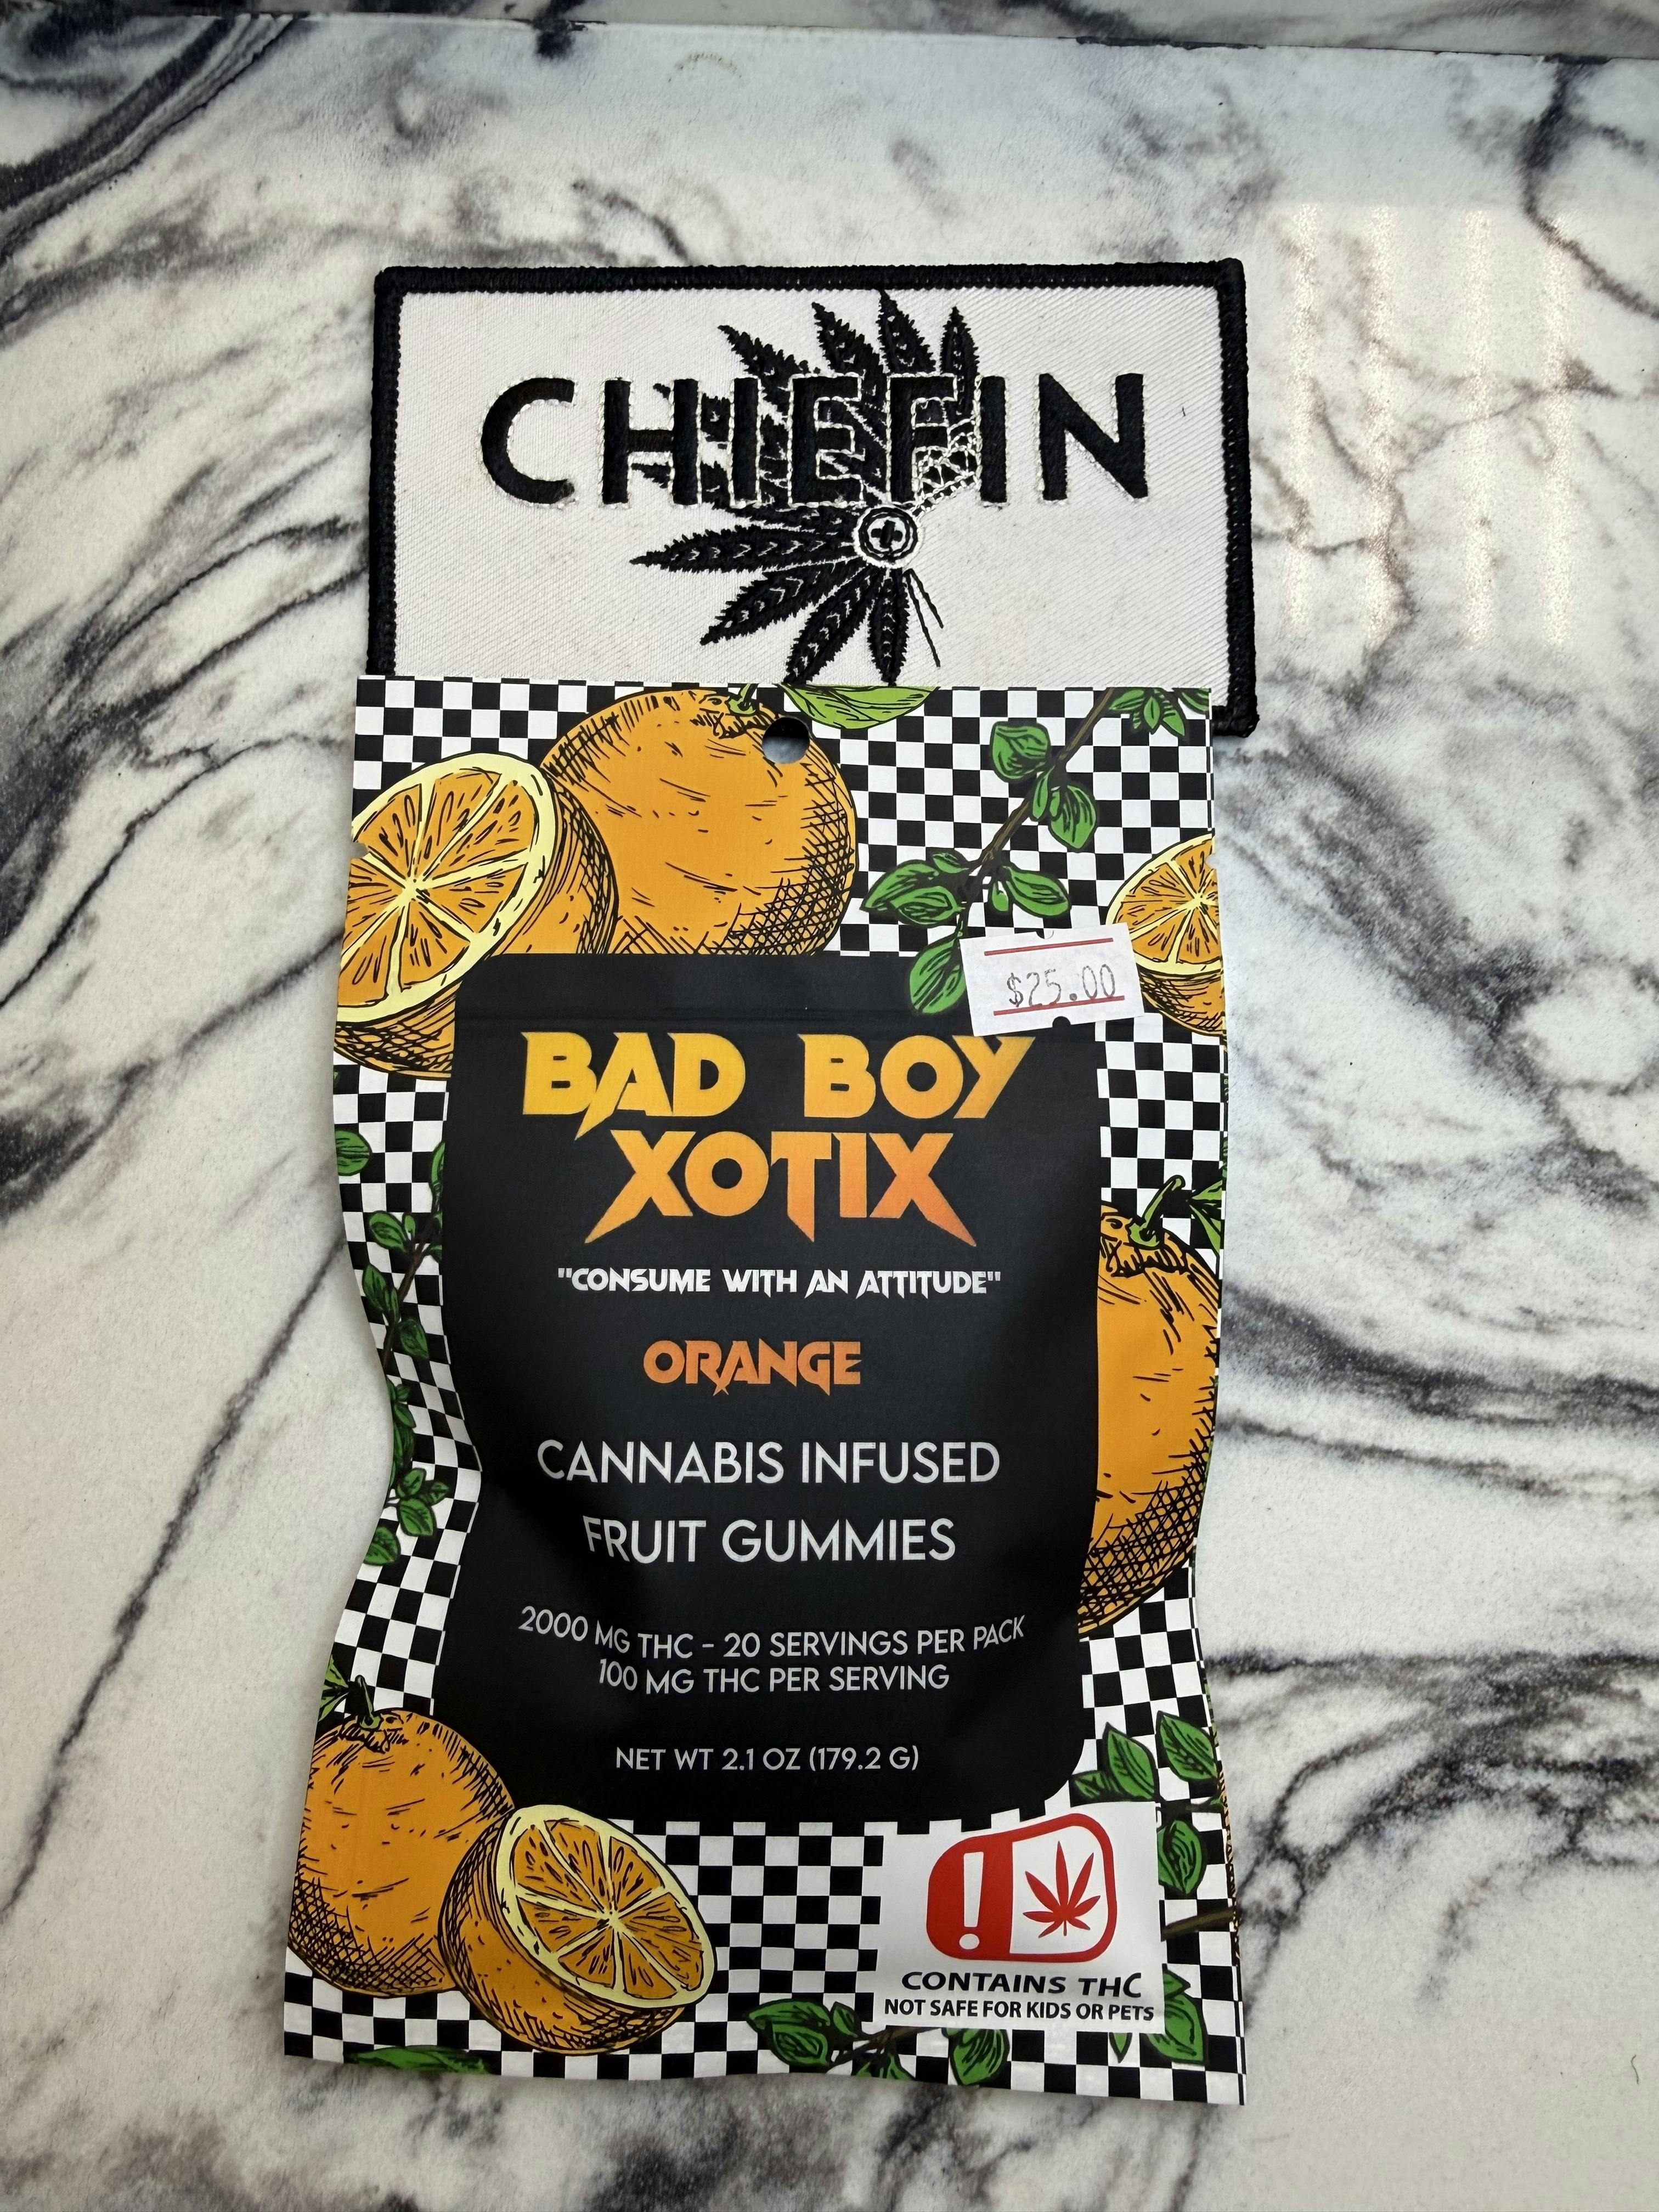 CHIEFIN
$25.00
BAD BOY
XOTIX
"CONSUME WITH AN ATTITUDE"
ORANGE
CANNABIS INFUSED
FRUIT GUMMIES
2000 MG THC - 20 SERVINGS PER PACK
100 MG THC PER SERVING
NET WT 2.1 OZ (179.2 G)
!
CONTAINS THC
NOT SAFE FOR KIDS OR PETS